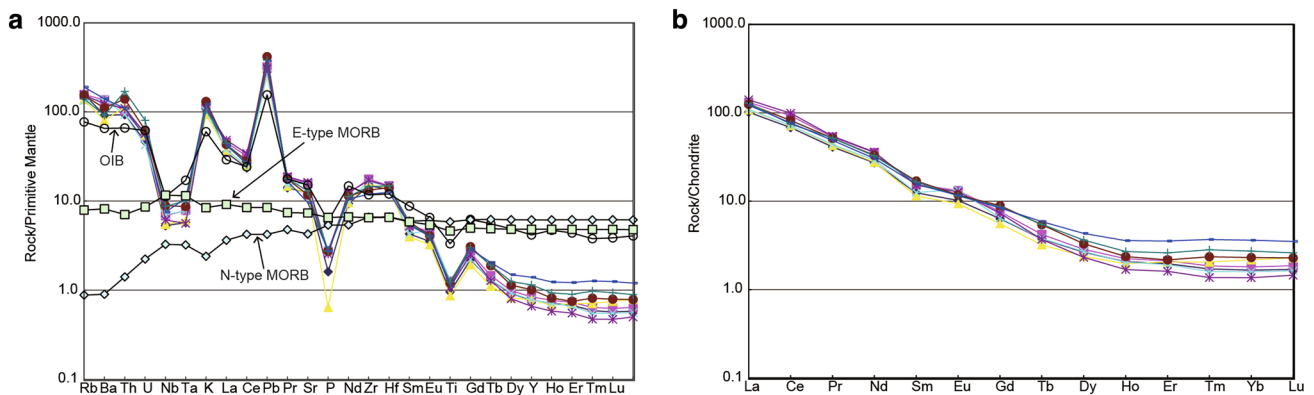 a
1000.0
100.0
10.0
1.0
0.1
Rock/Primitive Mantle
OIB
E-type MORB
N-type MORB
Rb Ba Th U Nb Ta K La Ce Pb Pr Sr P Nd Zr Hf Sm Eu Ti Gd Tb Dy Y Ho Er Tm Lu
b
1000.0
100.0
10.0
1.0
0.1
Rock/Chondrite
La Ce Pr Nd Sm Eu Gd Tb Dy Ho Er Tm Yb Lu